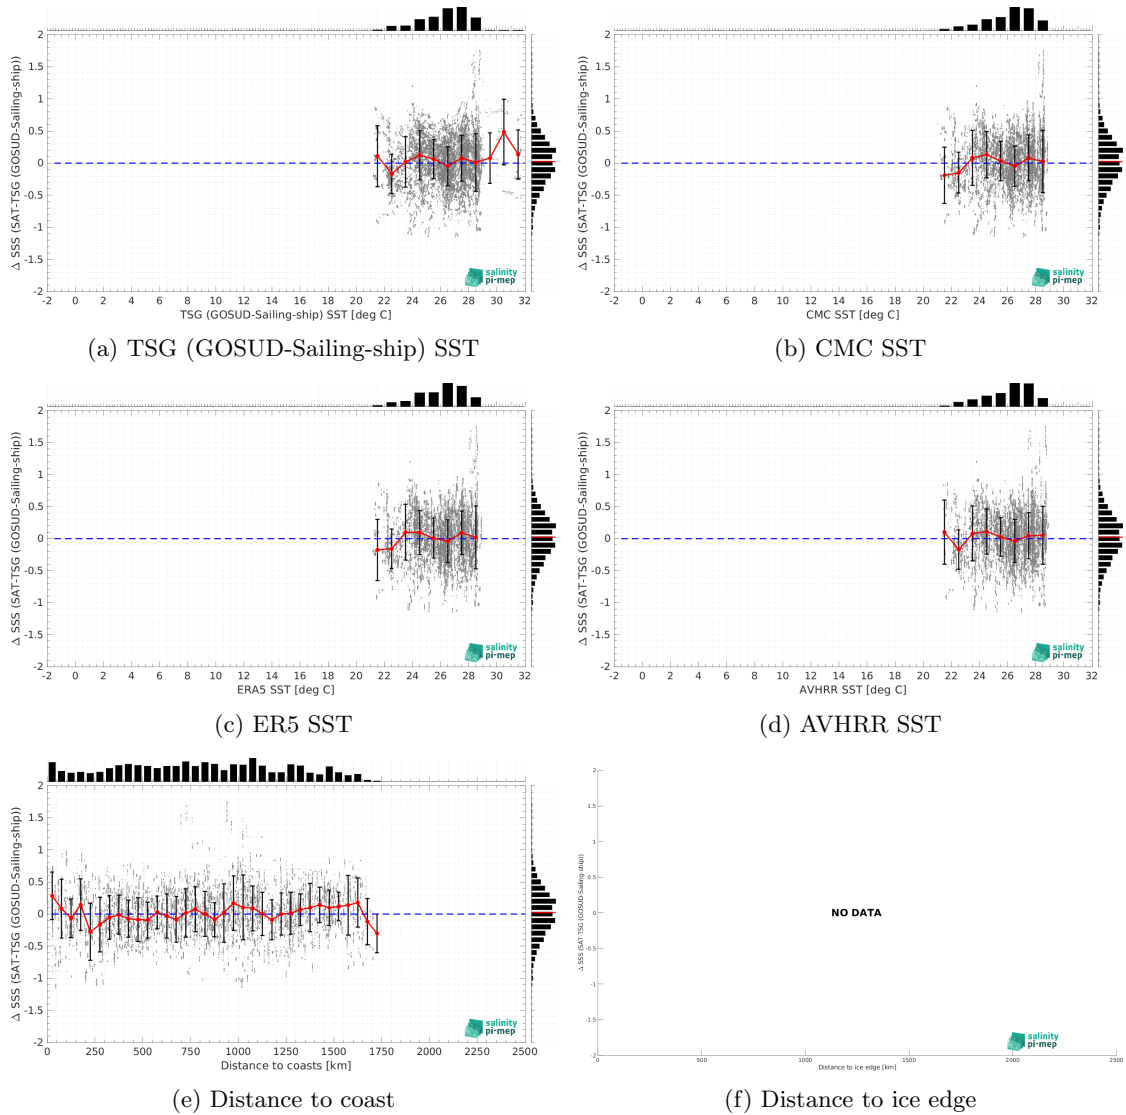 2
1.5
1
0.5
0
-0.5
-1
-1.5
-2
Δ SSS (SAT-TSG (GOSUD-Sailing-ship))
salinity
pi-mep
-2 0 2 4 6 8 10 12 14 16 18 20 22 24 26 28 30 32
TSG (GOSUD-Sailing-ship) SST [deg C]
(a) TSG (GOSUD-Sailing-ship) SST
2
1.5
1
0.5
0
-0.5
-1
-1.5
-2
Δ SSS (SAT-TSG (GOSUD-Sailing-ship))
salinity
pi-mep
-2 0 2 4 6 8 10 12 14 16 18 20 22 24 26 28 30 32
CMC SST [deg C]
(b) CMC SST
2
1.5
1
0.5
0
-0.5
-1
-1.5
-2
Δ SSS (SAT-TSG (GOSUD-Sailing-ship))
salinity
pi-mep
-2 0 2 4 6 8 10 12 14 16 18 20 22 24 26 28 30 32
ERA5 SST [deg C]
(c) ER5 SST
2
1.5
1
0.5
0
-0.5
-1
-1.5
-2
Δ SSS (SAT-TSG (GOSUD-Sailing-ship))
salinity
pi-mep
-2 0 2 4 6 8 10 12 14 16 18 20 22 24 26 28 30 32
AVHRR SST [deg C]
(d) AVHRR SST
2
1.5
1
0.5
0
-0.5
-1
-1.5
-2
Δ SSS (SAT-TSG (GOSUD-Sailing-ship))
salinity
pi-mep
0 250 500 750 1000 1250 1500 1750 2000 2250 2500
Distance to coasts [km]
(e) Distance to coast
2
1.5
1
0.5
0
-0.5
-1
-1.5
-2
Δ SSS (SAT-TSG (GOSUD-Sailing-ship))
NO DATA
salinity
pi-mep
0 500 1000 1500 2000 2500
Distance to ice edge [km]
(f) Distance to ice edge